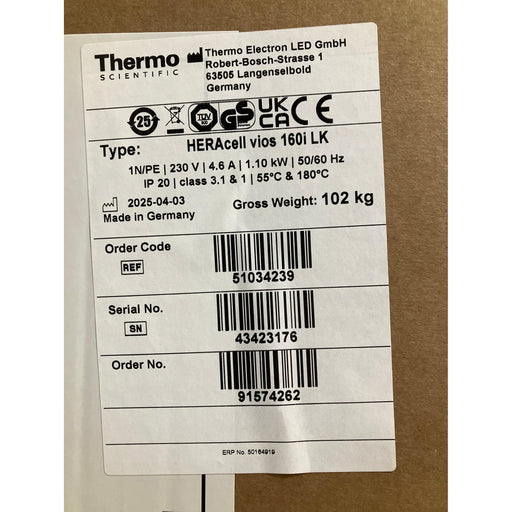 Thermo
SCIENTIFIC
Thermo Electron LED GmbH
Robert-Bosch-Strasse 1
63505 Langenselbold
Germany
25
TÜV
GS
UK
CA
CE
Type: HERAcell vios 160i LK
1N/PE | 230 V | 4.6 A | 1.10 kW | 50/60 Hz
IP 20 | class 3.1 & 1 | 55°C & 180°C
2025-04-03
Made in Germany
Gross Weight: 102 kg
Order Code
REF
51034239
Serial No.
SN
43423176
Order No.
91574262
ERP No. 50164919